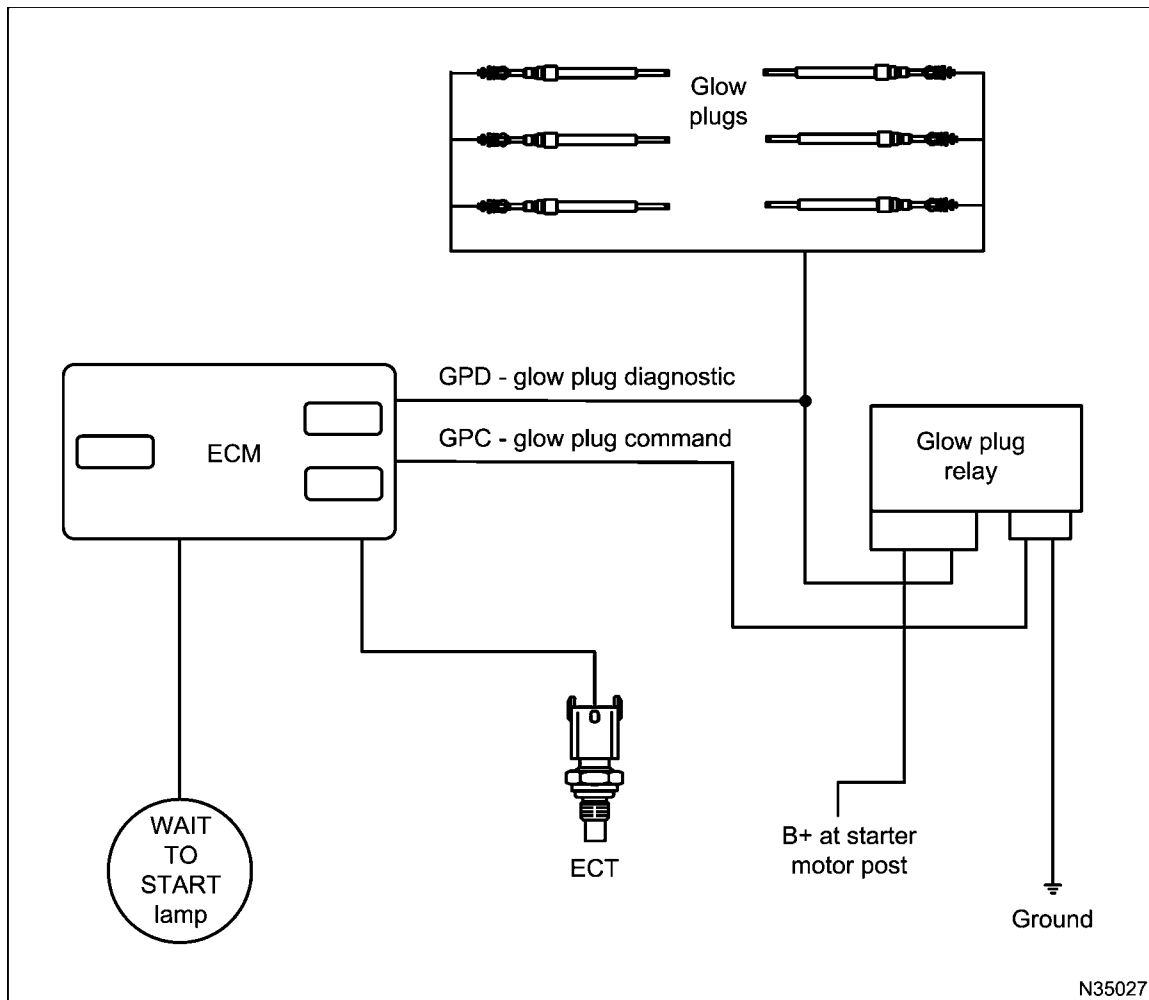 Glow
plugs
GPD - glow plug diagnostic
GPC - glow plug command
ECM
Glow plug
relay
WAIT
TO
START
lamp
ECT
B+ at starter
motor post
Ground
N35027